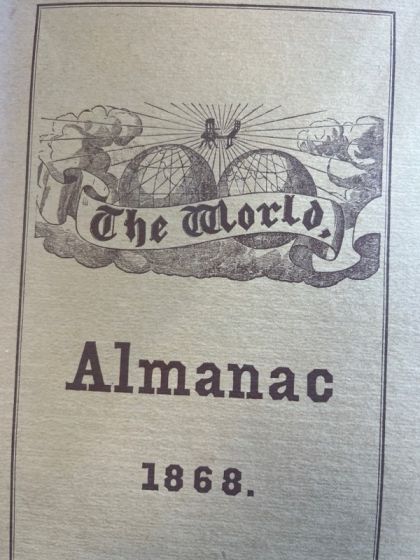 The World,
Almanac
1868.